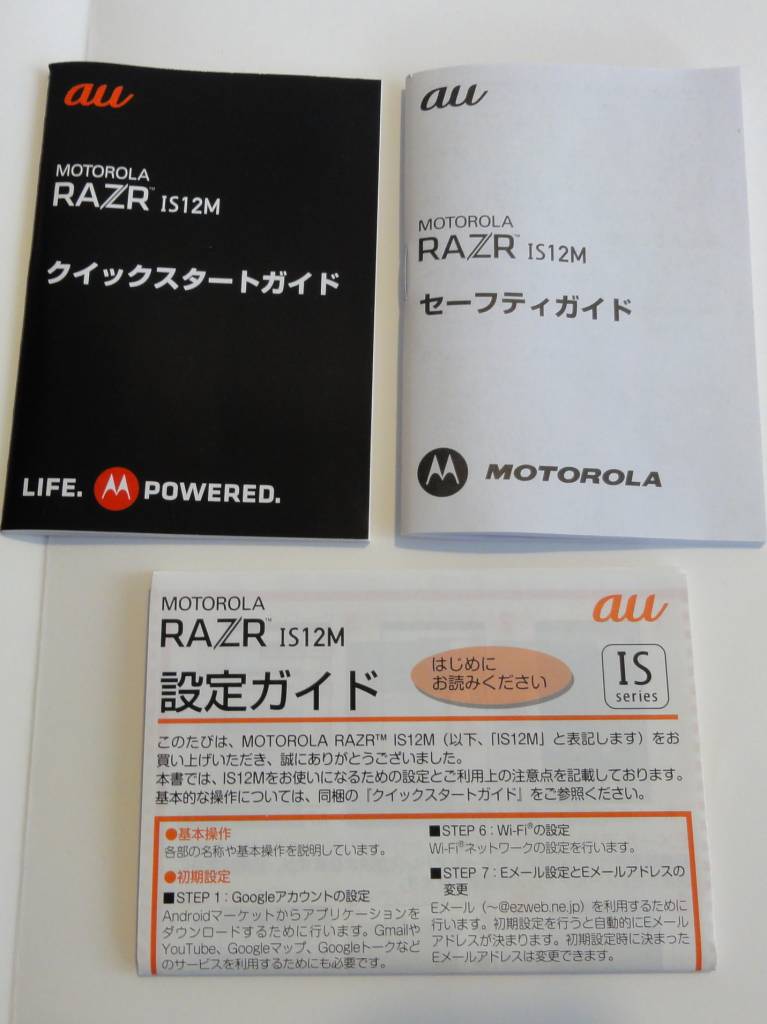 au
MOTOROLA
RAZR™ IS12M
クイックスタートガイド
LIFE. POWERED.
au
MOTOROLA
RAZR™ IS12M
セーフティガイド
MOTOROLA
MOTOROLA
RAZR™ IS12M
au
設定ガイド
はじめに
お読みください
IS
series
このたびは、MOTOROLA RAZR™ IS12M（以下、「IS12M」と表記します）をお
買い上げいただき、誠にありがとうございました。
本書では、IS12Mをお使いになるための設定とご利用上の注意点を記載しております。
基本的な操作については、同梱の『クイックスタートガイド』をご参照ください。
●基本操作
各部の名称や基本操作を説明しています。
●初期設定
■STEP 1：Googleアカウントの設定
Androidマーケットからアプリケーションを
ダウンロードするために行います。Gmailや
YouTube、Googleマップ、Googleトークなど
のサービスを利用するためにも必要です。
■STEP 6：Wi-Fi®の設定
Wi-Fi®ネットワークの設定を行います。
■STEP 7：Eメール設定とEメールアドレスの
変更
Eメール（～@ezweb.ne.jp）を利用するために
行います。初期設定を行うと自動的にEメール
アドレスが決まります。初期設定時に決まった
Eメールアドレスは変更できます。